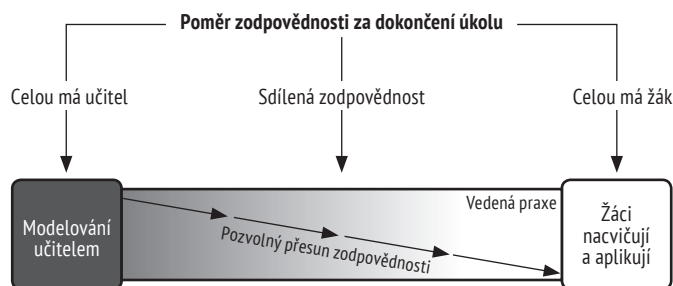 Poměr zodpovědnosti za dokončení úkolu
Celou má učitel
Sdílená zodpovědnost
Celou má žák
Modelování
učitelem
Vedená praxe
Pozvolný přesun zodpovědnosti
Žáci
nacvičují
a aplikují